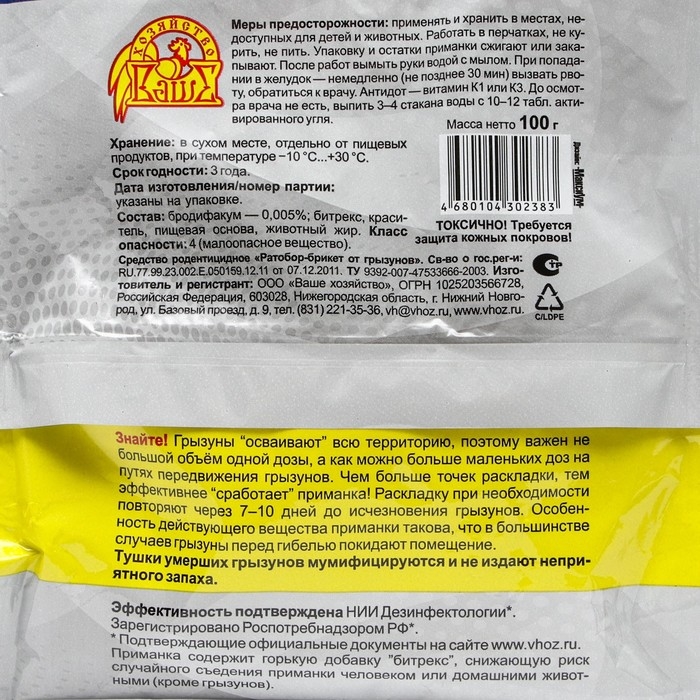 ХОЗЯЙСТВО
ВАШЕ
Меры предосторожности: применять и хранить в местах, не-
доступных для детей и животных. Работать в перчатках, не ку-
рить, не пить. Упаковку и остатки приманки сжигают или зака-
пывают. После работ вымыть руки водой с мылом. При попада-
нии в желудок — немедленно (не позднее 30 мин) вызвать рво-
ту, обратиться к врачу. Антидот — витамин К1 или К3. До осмот-
ра врача не есть, выпить 3–4 стакана воды с 10–12 табл. акти-
вированного угля.
Масса нетто 100 г
Хранение: в сухом месте, отдельно от пищевых
продуктов, при температуре −10 °С...+30 °С.
Срок годности: 3 года.
Дата изготовления/номер партии:
указаны на упаковке.
Состав: бродифакум — 0,005%; битрекс, краси-
тель, пищевая основа, животный жир. Класс
опасности: 4 (малоопасное вещество).
4 680104 302383
Дизайн «Максиум»
ТОКСИЧНО! Требуется
защита кожных покровов!
Средство родентицидное «Ратобор-брикет от грызунов». Св-во о гос.рег-и:
RU.77.99.23.002.Е.050159.12.11 от 07.12.2011. ТУ 9392-007-47533666-2003. Изго-
товитель и регистрант: ООО «Ваше хозяйство», ОГРН 1025203566728,
Российская Федерация, 603028, Нижегородская область, г. Нижний Новго-
род, ул. Базовый проезд, д. 9, тел. (831) 221-35-36, vh@vhoz.ru, www.vhoz.ru.
C/LDPE
Знайте! Грызуны "осваивают" всю территорию, поэтому важен не
большой объём одной дозы, а как можно больше маленьких доз на
путях передвижения грызунов. Чем больше точек раскладки, тем
эффективнее "сработает" приманка! Раскладку при необходимости
повторяют через 7–10 дней до исчезновения грызунов. Особен-
ность действующего вещества приманки такова, что в большинстве
случаев грызуны перед гибелью покидают помещение.
Тушки умерших грызунов мумифицируются и не издают непри-
ятного запаха.
Эффективность подтверждена НИИ Дезинфектологии*.
Зарегистрировано Роспотребнадзором РФ*.
* Подтверждающие официальные документы на сайте www.vhoz.ru.
Приманка содержит горькую добавку "битрекс", снижающую риск
случайного съедения приманки человеком или домашними живот-
ными (кроме грызунов).